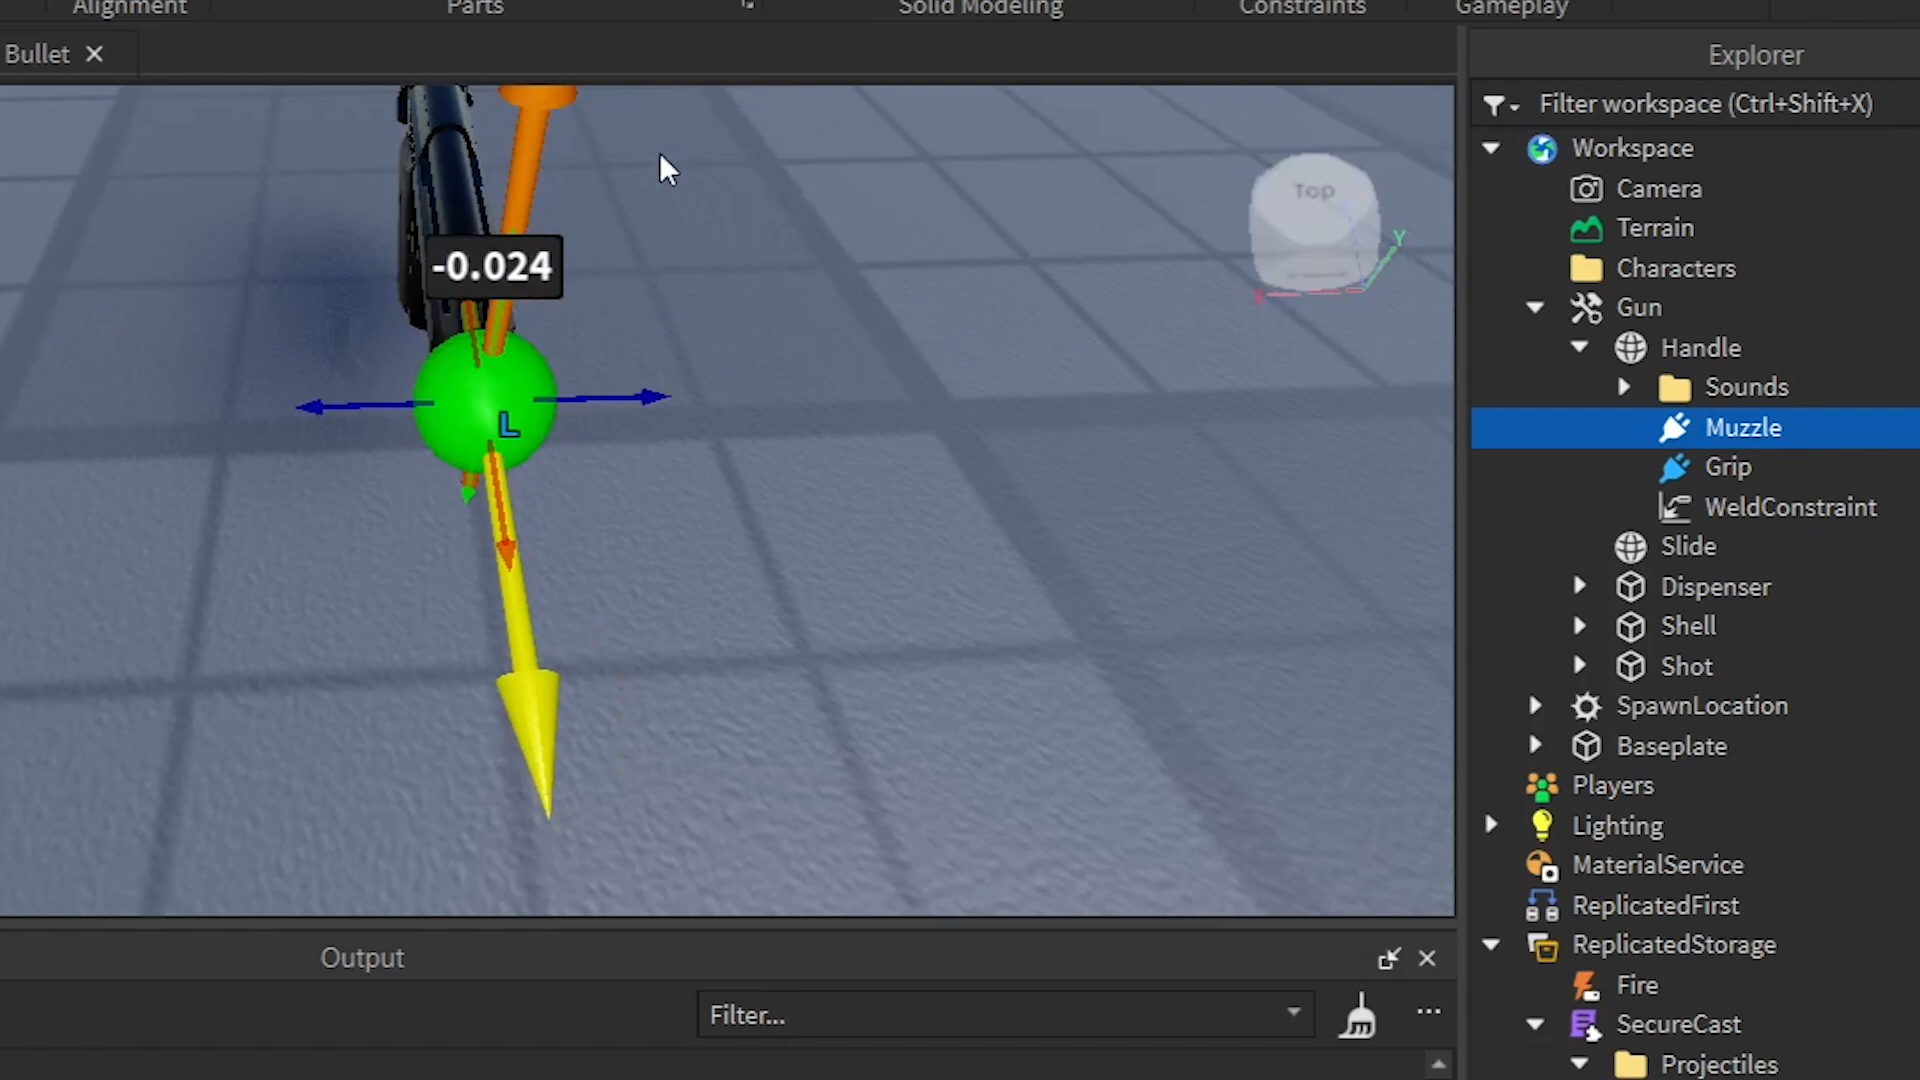 Alignment
Parts
Solid Modeling
Constraints
Gameplay
Bullet
Explorer
Filter workspace (Ctrl+Shift+X)
Workspace
Camera
Terrain
Characters
Gun
Handle
Sounds
Muzzle
Grip
WeldConstraint
Slide
Dispenser
Shell
Shot
SpawnLocation
Baseplate
Players
Lighting
MaterialService
ReplicatedFirst
ReplicatedStorage
Fire
SecureCast
Projectiles
Top
Y
X
-0.024
L
Output
Filter...